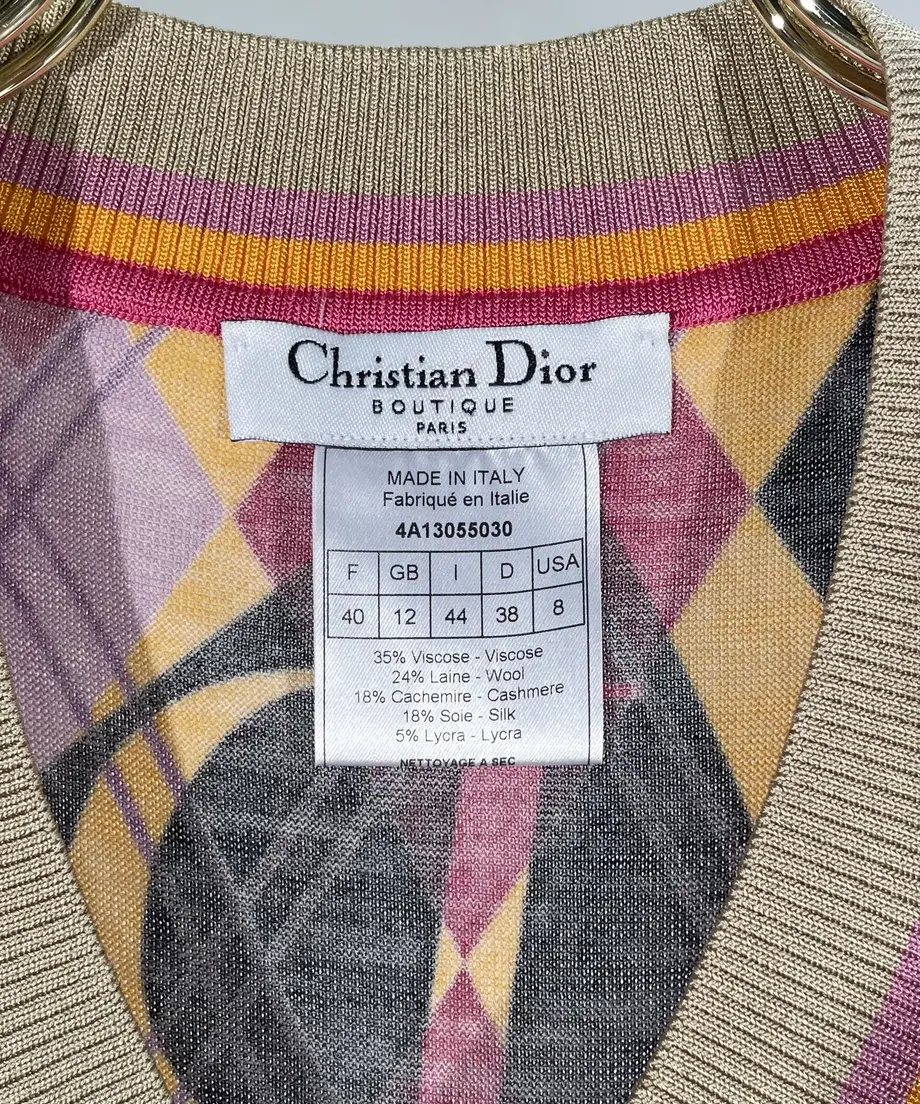 Christian Dior
BOUTIQUE
PARIS
MADE IN ITALY
Fabriqué en Italie
4A13055030
F GB I D USA
40 12 44 38 8
35% Viscose - Viscose
24% Laine - Wool
18% Cachemire - Cashmere
18% Soie - Silk
5% Lycra - Lycra
NETTOYAGE A SEC